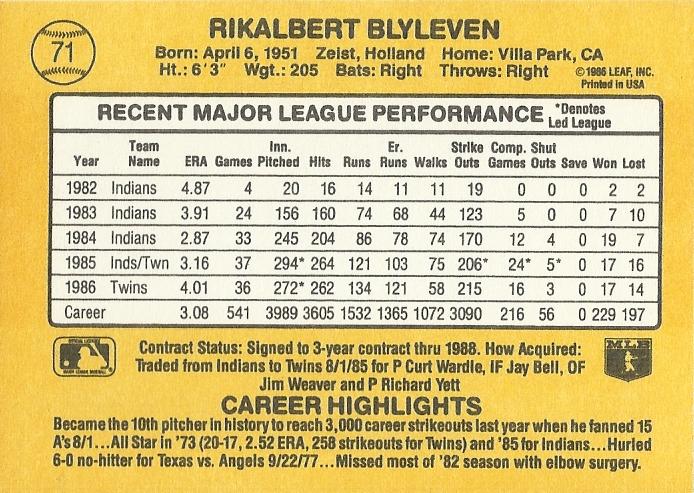 71
RIKALBERT BLYLEVEN
Born: April 6, 1951 Zeist, Holland Home: Villa Park, CA
Ht.: 6'3" Wgt.: 205 Bats: Right Throws: Right
©1986 LEAF, INC.
Printed in USA
RECENT MAJOR LEAGUE PERFORMANCE *Denotes
Led League
Team Inn. Er. Strike Comp. Shut
Year Name ERA Games Pitched Hits Runs Runs Walks Outs Games Outs Save Won Lost
1982 Indians 4.87 4 20 16 14 11 11 19 0 0 0 2 2
1983 Indians 3.91 24 156 160 74 68 44 123 5 0 0 7 10
1984 Indians 2.87 33 245 204 86 78 74 170 12 4 0 19 7
1985 Inds/Twn 3.16 37 294* 264 121 103 75 206* 24* 5* 0 17 16
1986 Twins 4.01 36 272* 262 134 121 58 215 16 3 0 17 14
Career 3.08 541 3989 3605 1532 1365 1072 3090 216 56 0 229 197
Contract Status: Signed to 3-year contract thru 1988. How Acquired:
Traded from Indians to Twins 8/1/85 for P Curt Wardle, IF Jay Bell, OF
Jim Weaver and P Richard Yett
MLB
CAREER HIGHLIGHTS
Became the 10th pitcher in history to reach 3,000 career strikeouts last year when he fanned 15
A's 8/1...All Star in '73 (20-17, 2.52 ERA, 258 strikeouts for Twins) and '85 for Indians...Hurled
6-0 no-hitter for Texas vs. Angels 9/22/77...Missed most of '82 season with elbow surgery.